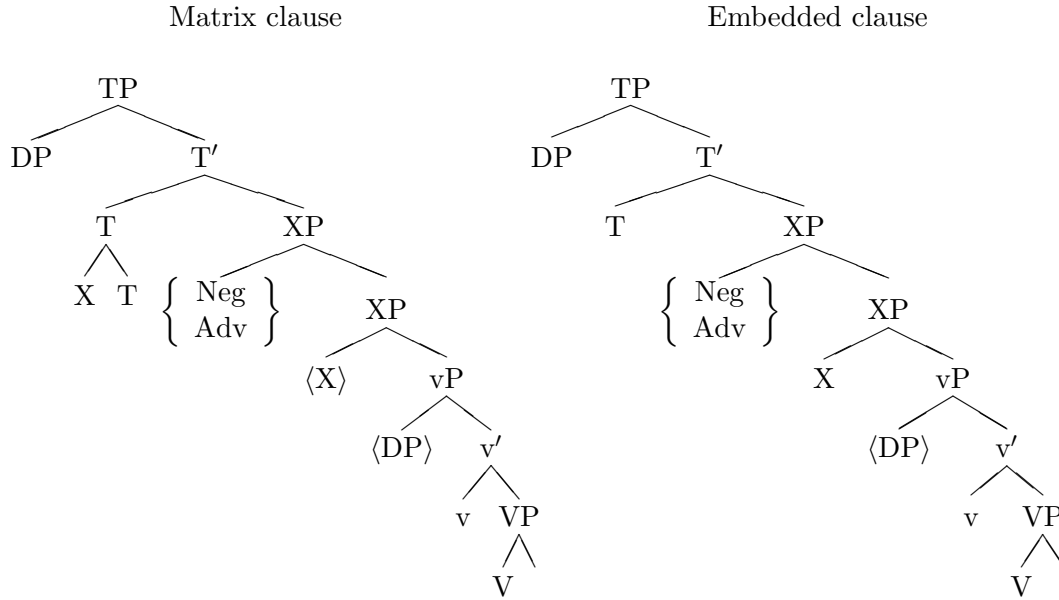 Matrix clause Embedded clause
TP TP
DP T′ DP T′
T XP T XP
X T { Neg Adv } XP { Neg Adv } XP
⟨X⟩ vP X vP
⟨DP⟩ v′ ⟨DP⟩ v′
v VP v VP
V V